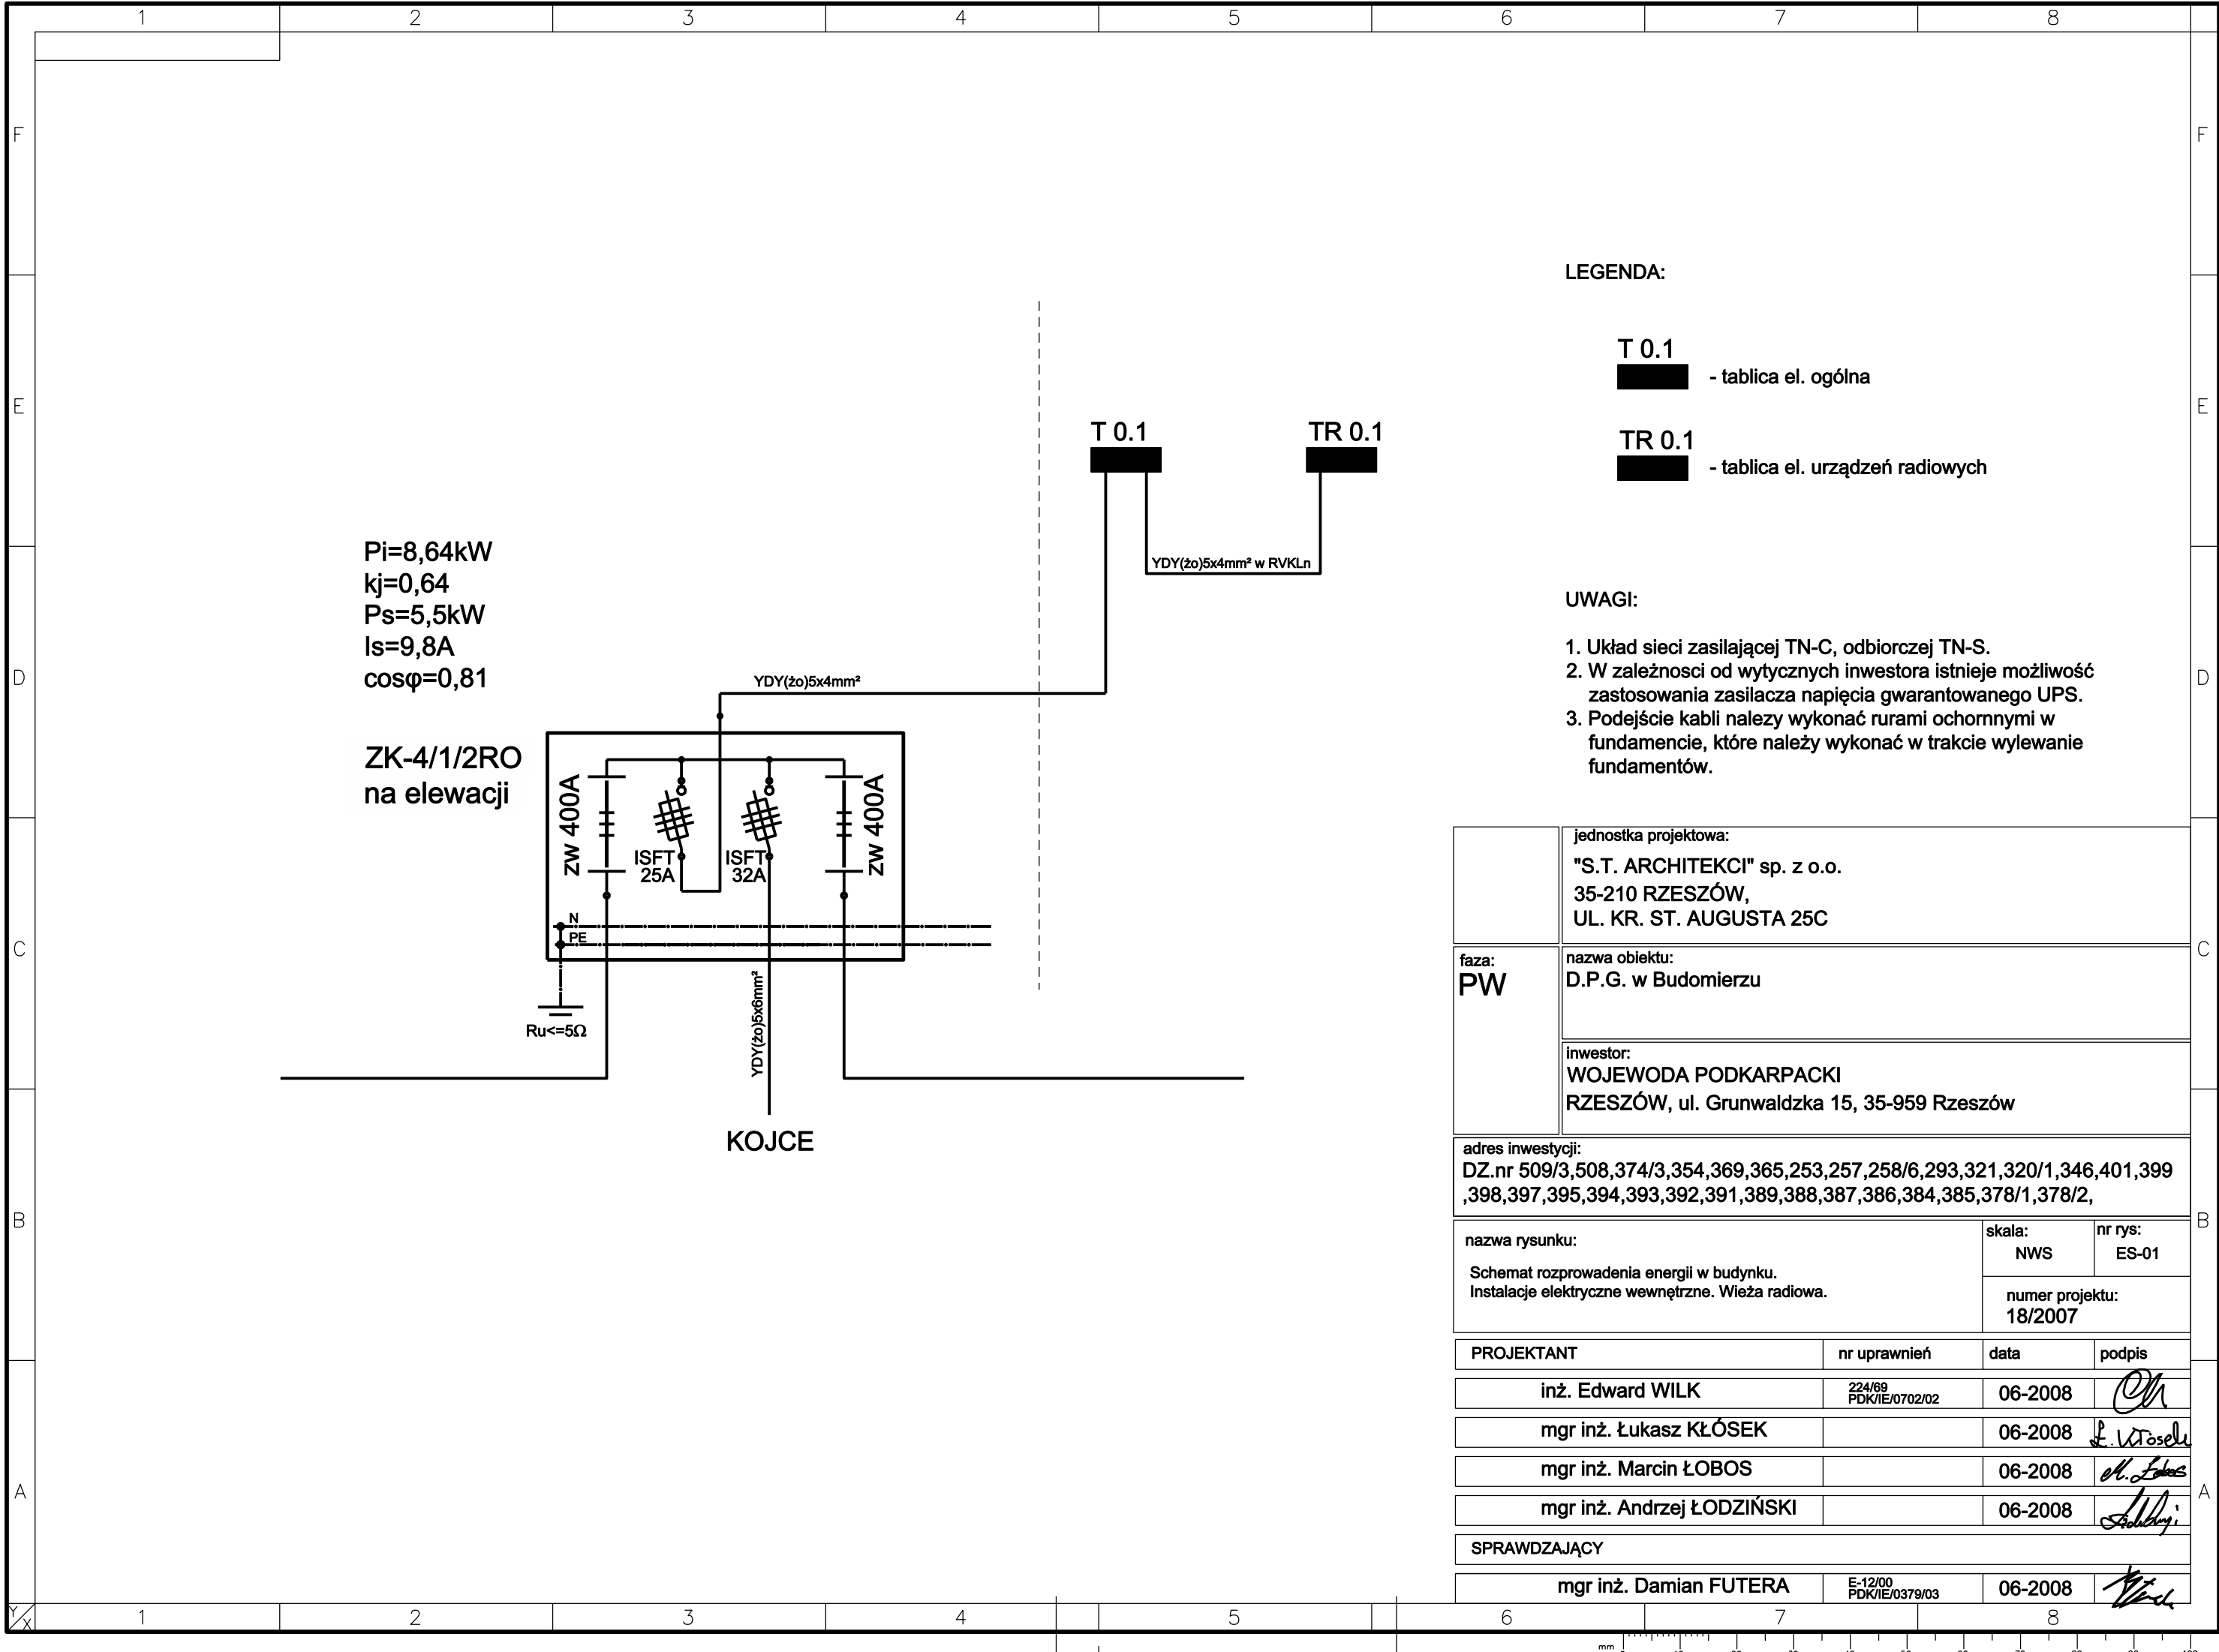 1 2 3 4 5 6 7 8
F F
E E
D D
C C
B B
A A
LEGENDA:
T 0.1
- tablica el. ogólna
TR 0.1
- tablica el. urządzeń radiowych
T 0.1
TR 0.1
YDY(żo)5x4mm² w RVKLn
Pi=8,64kW
kj=0,64
Ps=5,5kW
Is=9,8A
cosφ=0,81
YDY(żo)5x4mm²
ZK-4/1/2RO
na elewacji
ZW 400A
ISFT
25A
ISFT
32A
ZW 400A
N
PE
Ru<=5Ω
YDY(żo)5x6mm²
KOJCE
UWAGI:
1. Układ sieci zasilającej TN-C, odbiorczej TN-S.
2. W zależnosci od wytycznych inwestora istnieje możliwość
zastosowania zasilacza napięcia gwarantowanego UPS.
3. Podejście kabli nalezy wykonać rurami ochornnymi w
fundamencie, które należy wykonać w trakcie wylewanie
fundamentów.
jednostka projektowa:
"S.T. ARCHITEKCI" sp. z o.o.
35-210 RZESZÓW,
UL. KR. ST. AUGUSTA 25C
faza:
PW
nazwa obiektu:
D.P.G. w Budomierzu
inwestor:
WOJEWODA PODKARPACKI
RZESZÓW, ul. Grunwaldzka 15, 35-959 Rzeszów
adres inwestycji:
DZ.nr 509/3,508,374/3,354,369,365,253,257,258/6,293,321,320/1,346,401,399
,398,397,395,394,393,392,391,389,388,387,386,384,385,378/1,378/2,
nazwa rysunku:
Schemat rozprowadenia energii w budynku.
Instalacje elektryczne wewnętrzne. Wieża radiowa.
skala:
NWS
nr rys:
ES-01
numer projektu:
18/2007
PROJEKTANT nr uprawnień data podpis
inż. Edward WILK 224/69 PDK/IE/0702/02 06-2008
mgr inż. Łukasz KŁÓSEK 06-2008 Ł. Kłosek
mgr inż. Marcin ŁOBOS 06-2008 M. Łobos
mgr inż. Andrzej ŁODZIŃSKI 06-2008
SPRAWDZAJĄCY
mgr inż. Damian FUTERA E-12/00 PDK/IE/0379/03 06-2008
Y X
1 2 3 4 5 6 7 8
mm